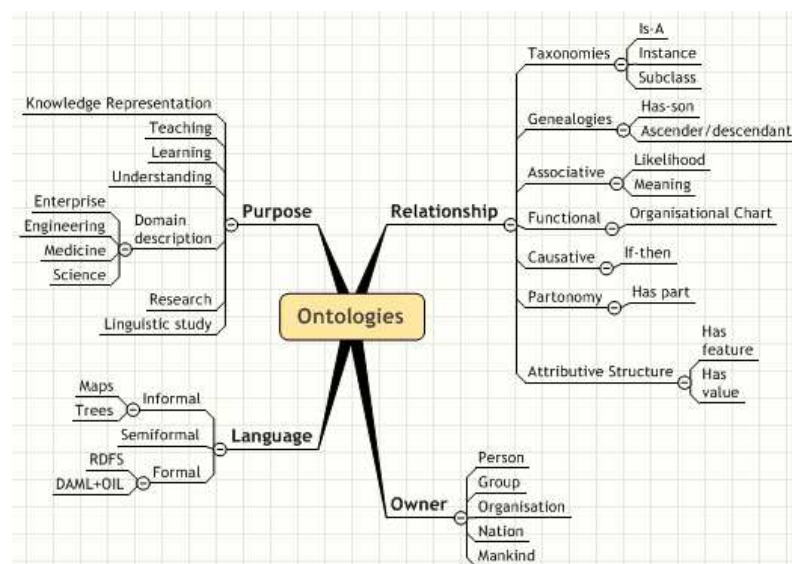 Ontologies
Purpose
Knowledge Representation
Teaching
Learning
Understanding
Domain
description
Enterprise
Engineering
Medicine
Science
Research
Linguistic study
Language
Informal
Maps
Trees
Semiformal
Formal
RDFS
DAML+OIL
Relationship
Taxonomies
Is-A
Instance
Subclass
Genealogies
Has-son
Ascender/descendant
Associative
Likelihood
Meaning
Functional
Organisational Chart
Causative
If-then
Partonomy
Has part
Attributive Structure
Has
feature
Has
value
Owner
Person
Group
Organisation
Nation
Mankind